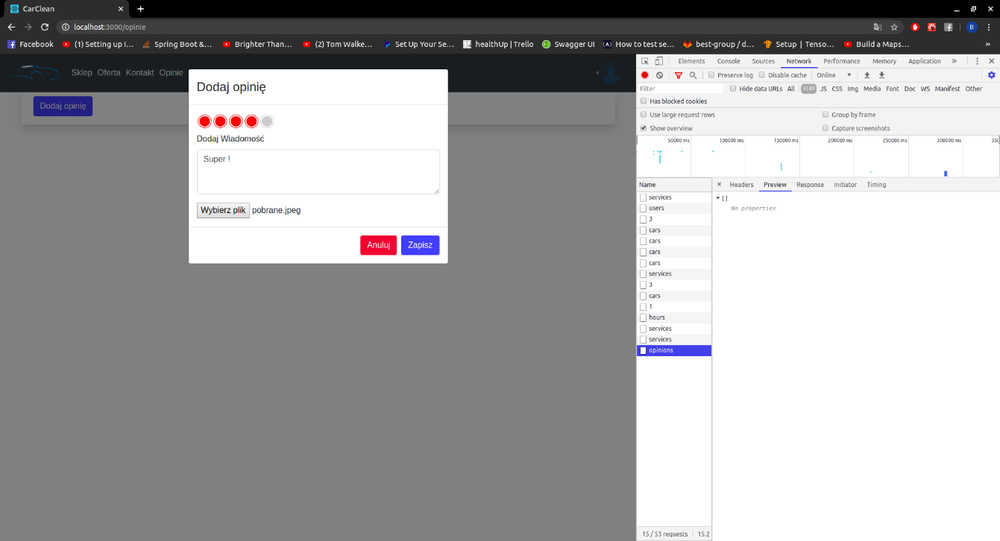 CarClean
localhost:3000/opinie
B
Facebook
(1) Setting up I…
Spring Boot &…
Brighter Than…
(2) Tom Walke…
Set Up Your Se…
healthUp | Trello
Swagger UI
How to test se…
best-group / d…
Setup | Tenso…
Build a Maps…
»
Sklep Oferta Kontakt Opinie
Dodaj opinię
Dodaj opinię
Dodaj Wiadomość
Super !
Wybierz plik pobrane.jpeg
Anuluj Zapisz
Elements Console Sources Network Performance Memory Application »
Preserve log Disable cache Online
Filter Hide data URLs All XHR JS CSS Img Media Font Doc WS Manifest Other
Has blocked cookies
Use large request rows Group by frame
Show overview Capture screenshots
50000 ms 100000 ms 150000 ms 200000 ms 250000 ms 300000 ms 350
Name
Headers Preview Response Initiator Timing
services
users
3
cars
cars
cars
cars
services
3
cars
1
hours
services
services
opinions
[]
No properties
15 / 53 requests 15.2